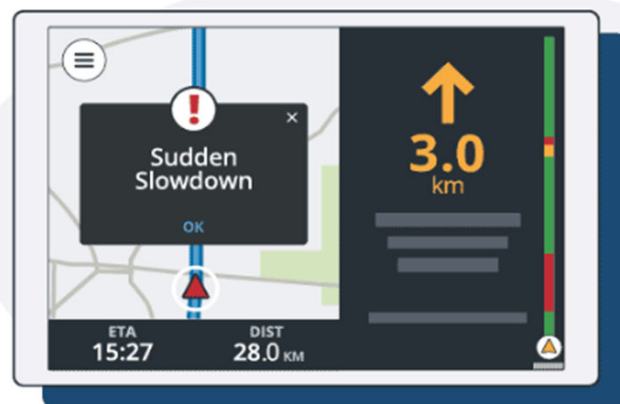 !
×
Sudden
Slowdown
OK
3.0
km
ETA
15:27
DIST
28.0 KM